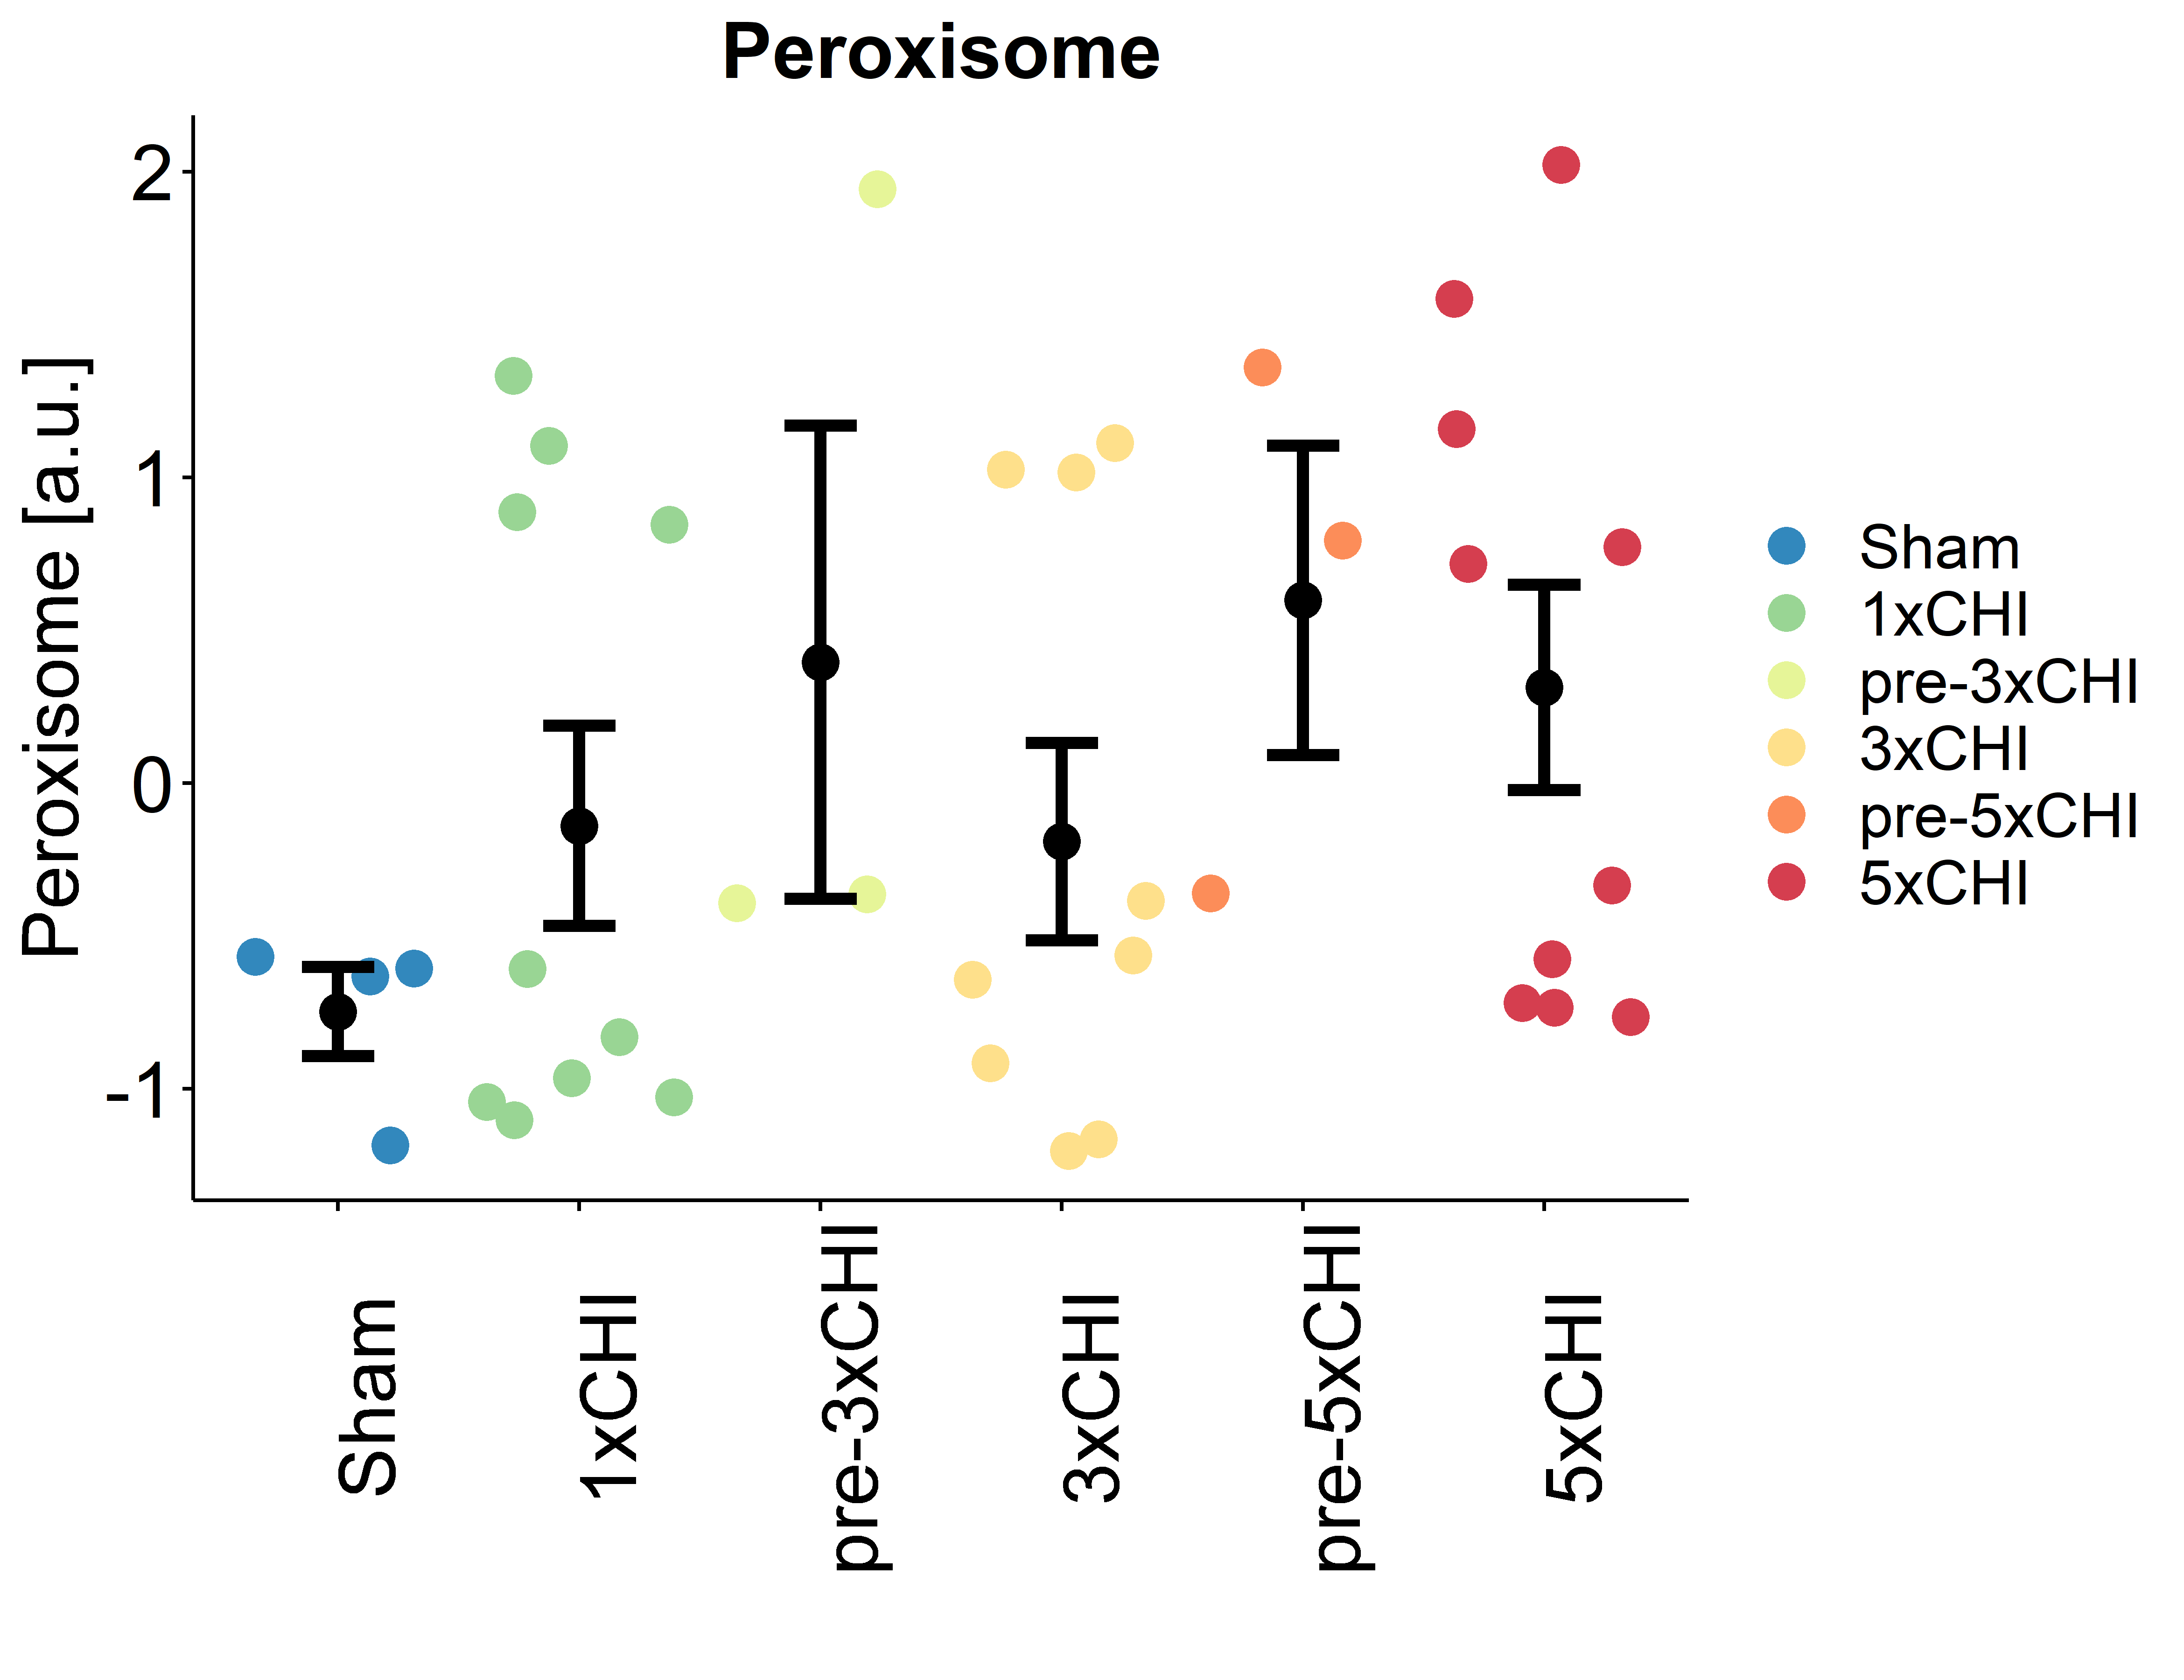 Peroxisome
Peroxisome [a.u.]
2
1
0
-1
Sham
1xCHI
pre-3xCHI
3xCHI
pre-5xCHI
5xCHI
Sham
1xCHI
pre-3xCHI
3xCHI
pre-5xCHI
5xCHI